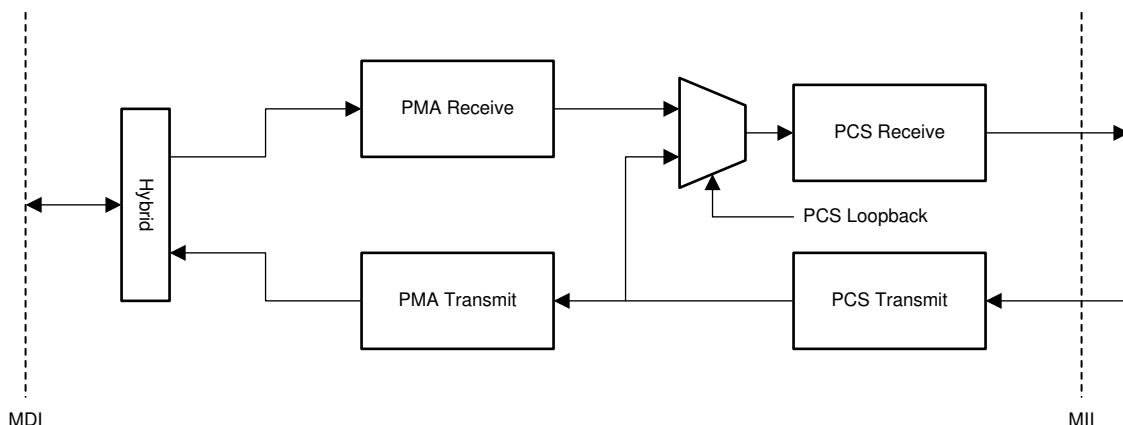 PMA Receive
PCS Receive
Hybrid
PCS Loopback
PMA Transmit
PCS Transmit
MDI
MII